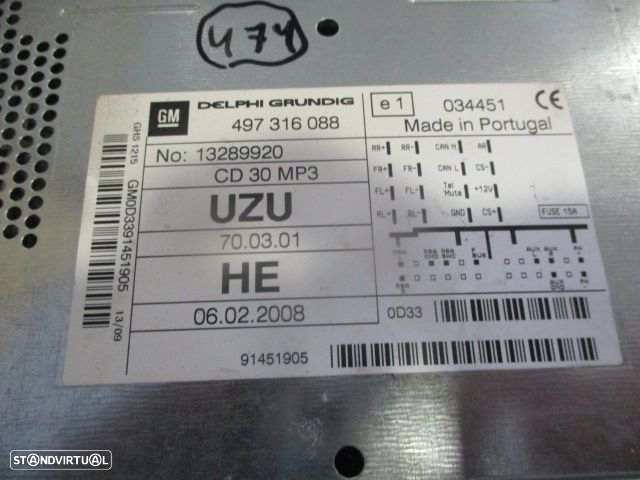 474
GM
DELPHI GRUNDIG
497 316 088
e 1
034451
CE
Made in Portugal
No: 13289920
CD 30 MP3
UZU
70.03.01
HE
06.02.2008
91451905
GHS 1215
GM0D3391451905
13/09
RR+ RR- CAN H AR
FR+ FR- CAN L CS-
FL+ FL- Tel Mute +12V
RL+ RL- GND CS+
FUSE 15A
0D33
STANDVIRTUAL